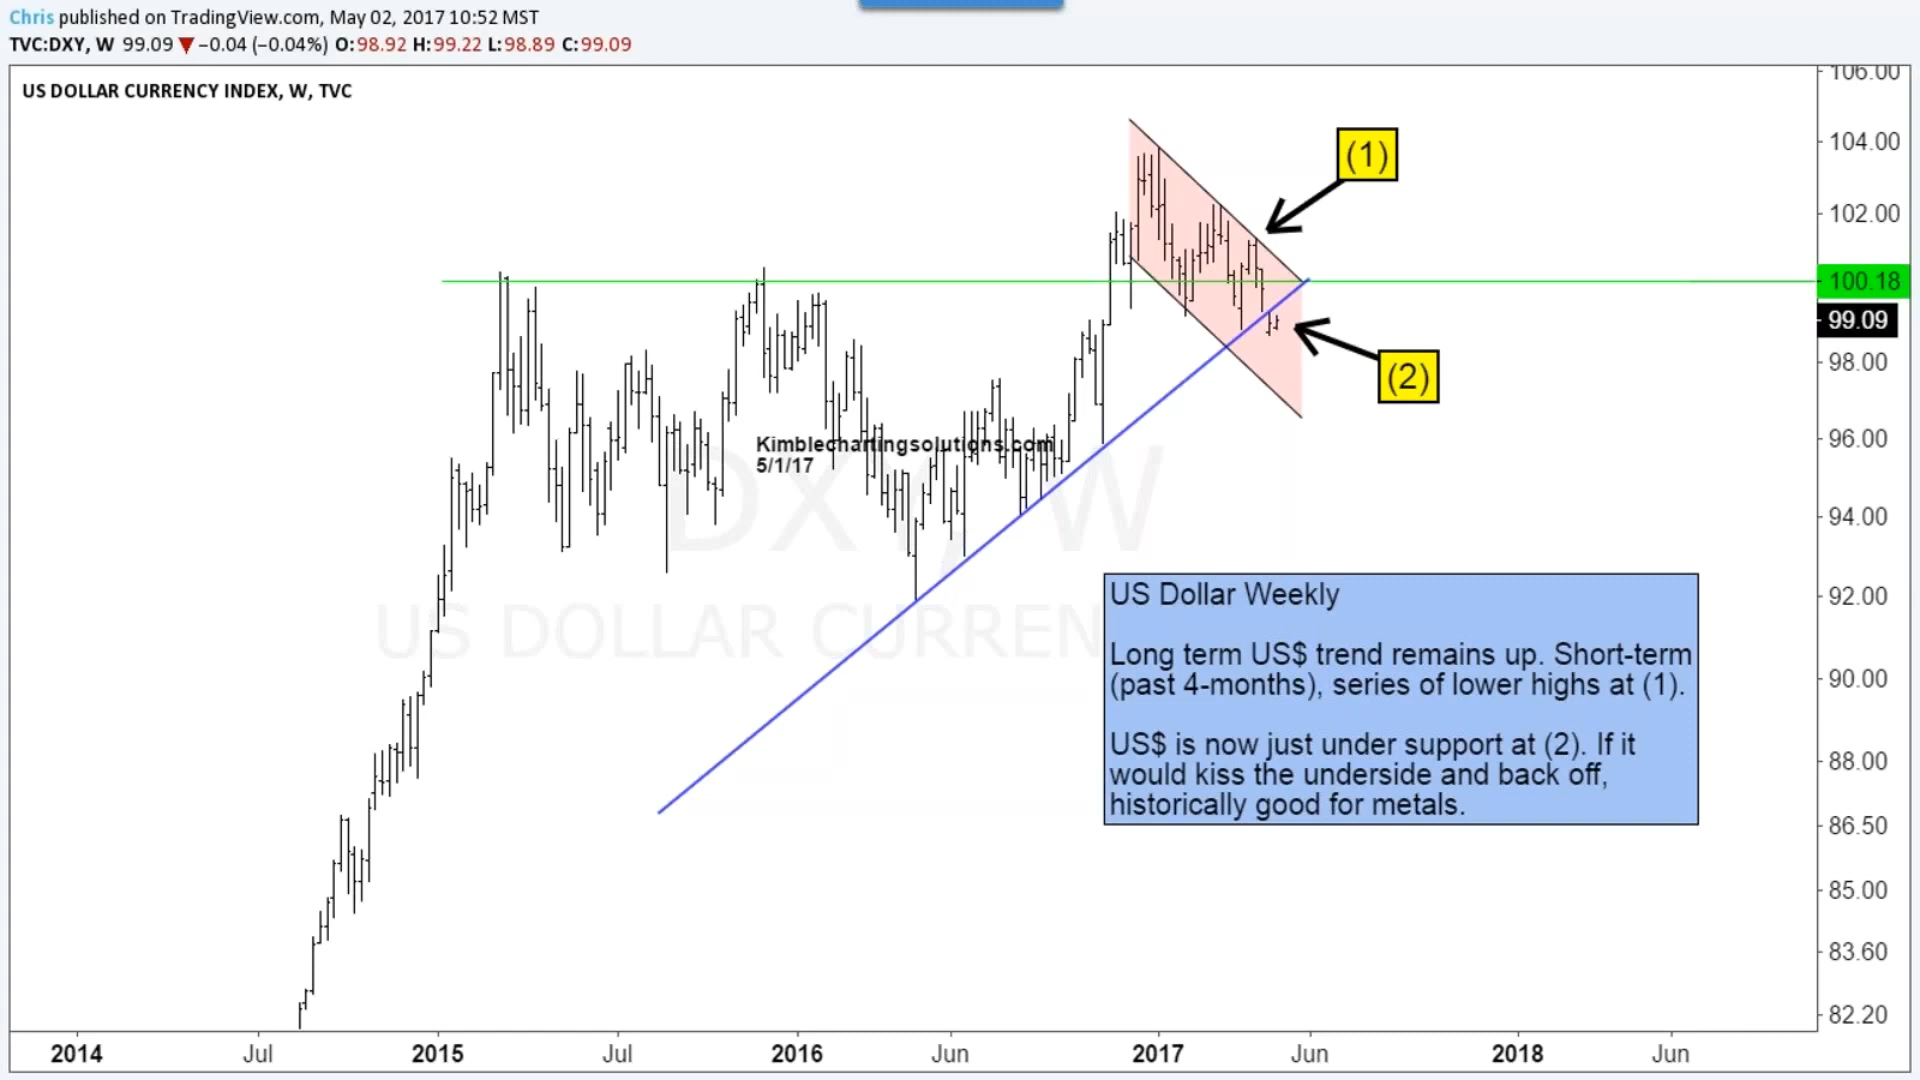 Chris published on TradingView.com, May 02, 2017 10:52 MST
TVC:DXY, W 99.09 ▼ −0.04 (−0.04%) O:98.92 H:99.22 L:98.89 C:99.09
US DOLLAR CURRENCY INDEX, W, TVC
106.00
104.00
(1)
102.00
100.18
99.09
98.00
(2)
96.00
Kimblechartingsolutions.com
5/1/17
94.00
DXY, W
92.00
US DOLLAR CURREN
US Dollar Weekly
Long term US$ trend remains up. Short-term
(past 4-months), series of lower highs at (1).
US$ is now just under support at (2). If it
would kiss the underside and back off,
historically good for metals.
90.00
88.00
86.50
85.00
83.60
82.20
2014 Jul 2015 Jul 2016 Jun 2017 Jun 2018 Jun